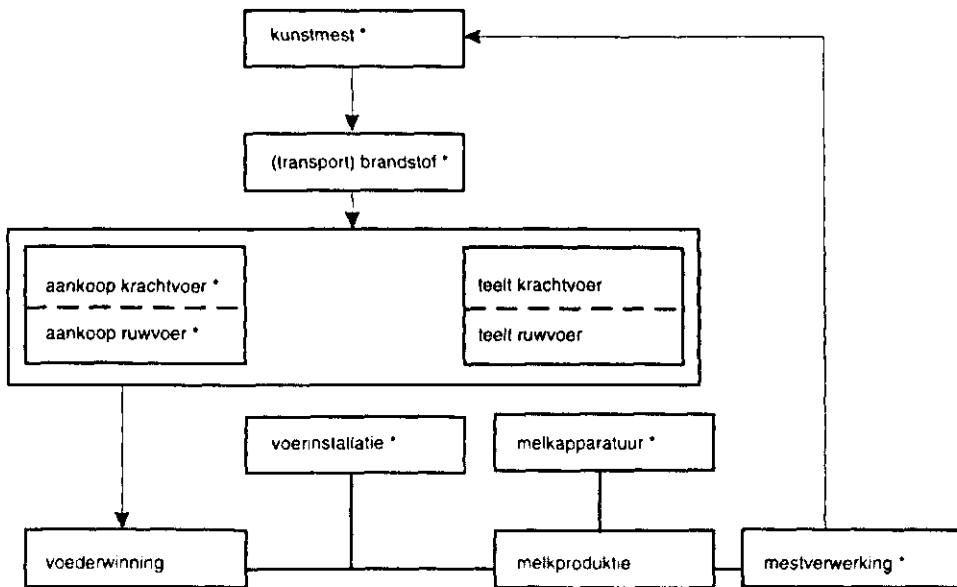 kunstmest *
(transport) brandstof *
aankoop krachtvoer *
aankoop ruwvoer *
teelt krachtvoer
teelt ruwvoer
voerinstallatie *
melkapparatuur *
voederwinning
melkproduktie
mestverwerking *